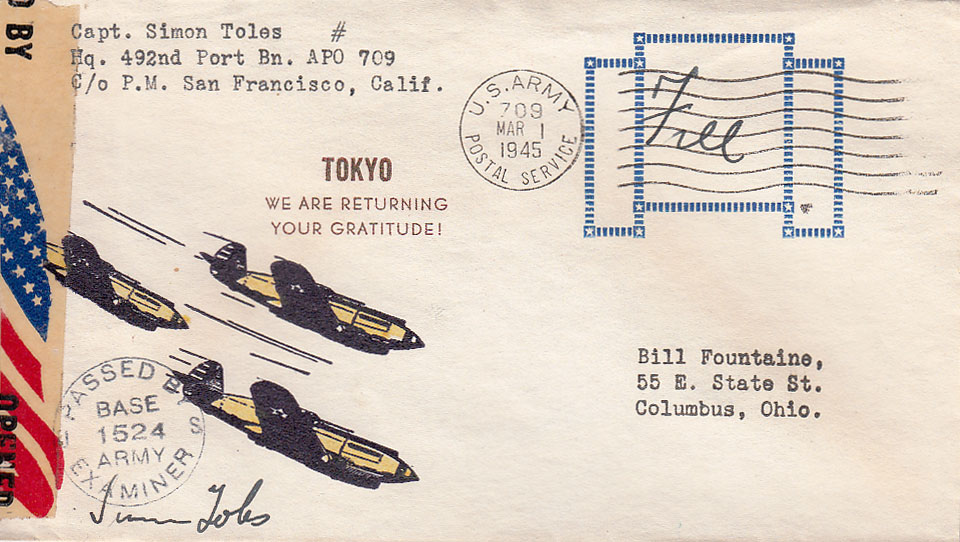 Capt. Simon Toles #
Hq. 492nd Port Bn. APO 709
C/o P.M. San Francisco, Calif.
D BY
U.S. ARMY
709
MAR 1
1945
POSTAL SERVICE
Free
TOKYO
WE ARE RETURNING
YOUR GRATITUDE!
Bill Fountaine,
55 E. State St.
Columbus, Ohio.
PASSED BY
U S
BASE
1524
ARMY
EXAMINER
OPENED
Simon Toles